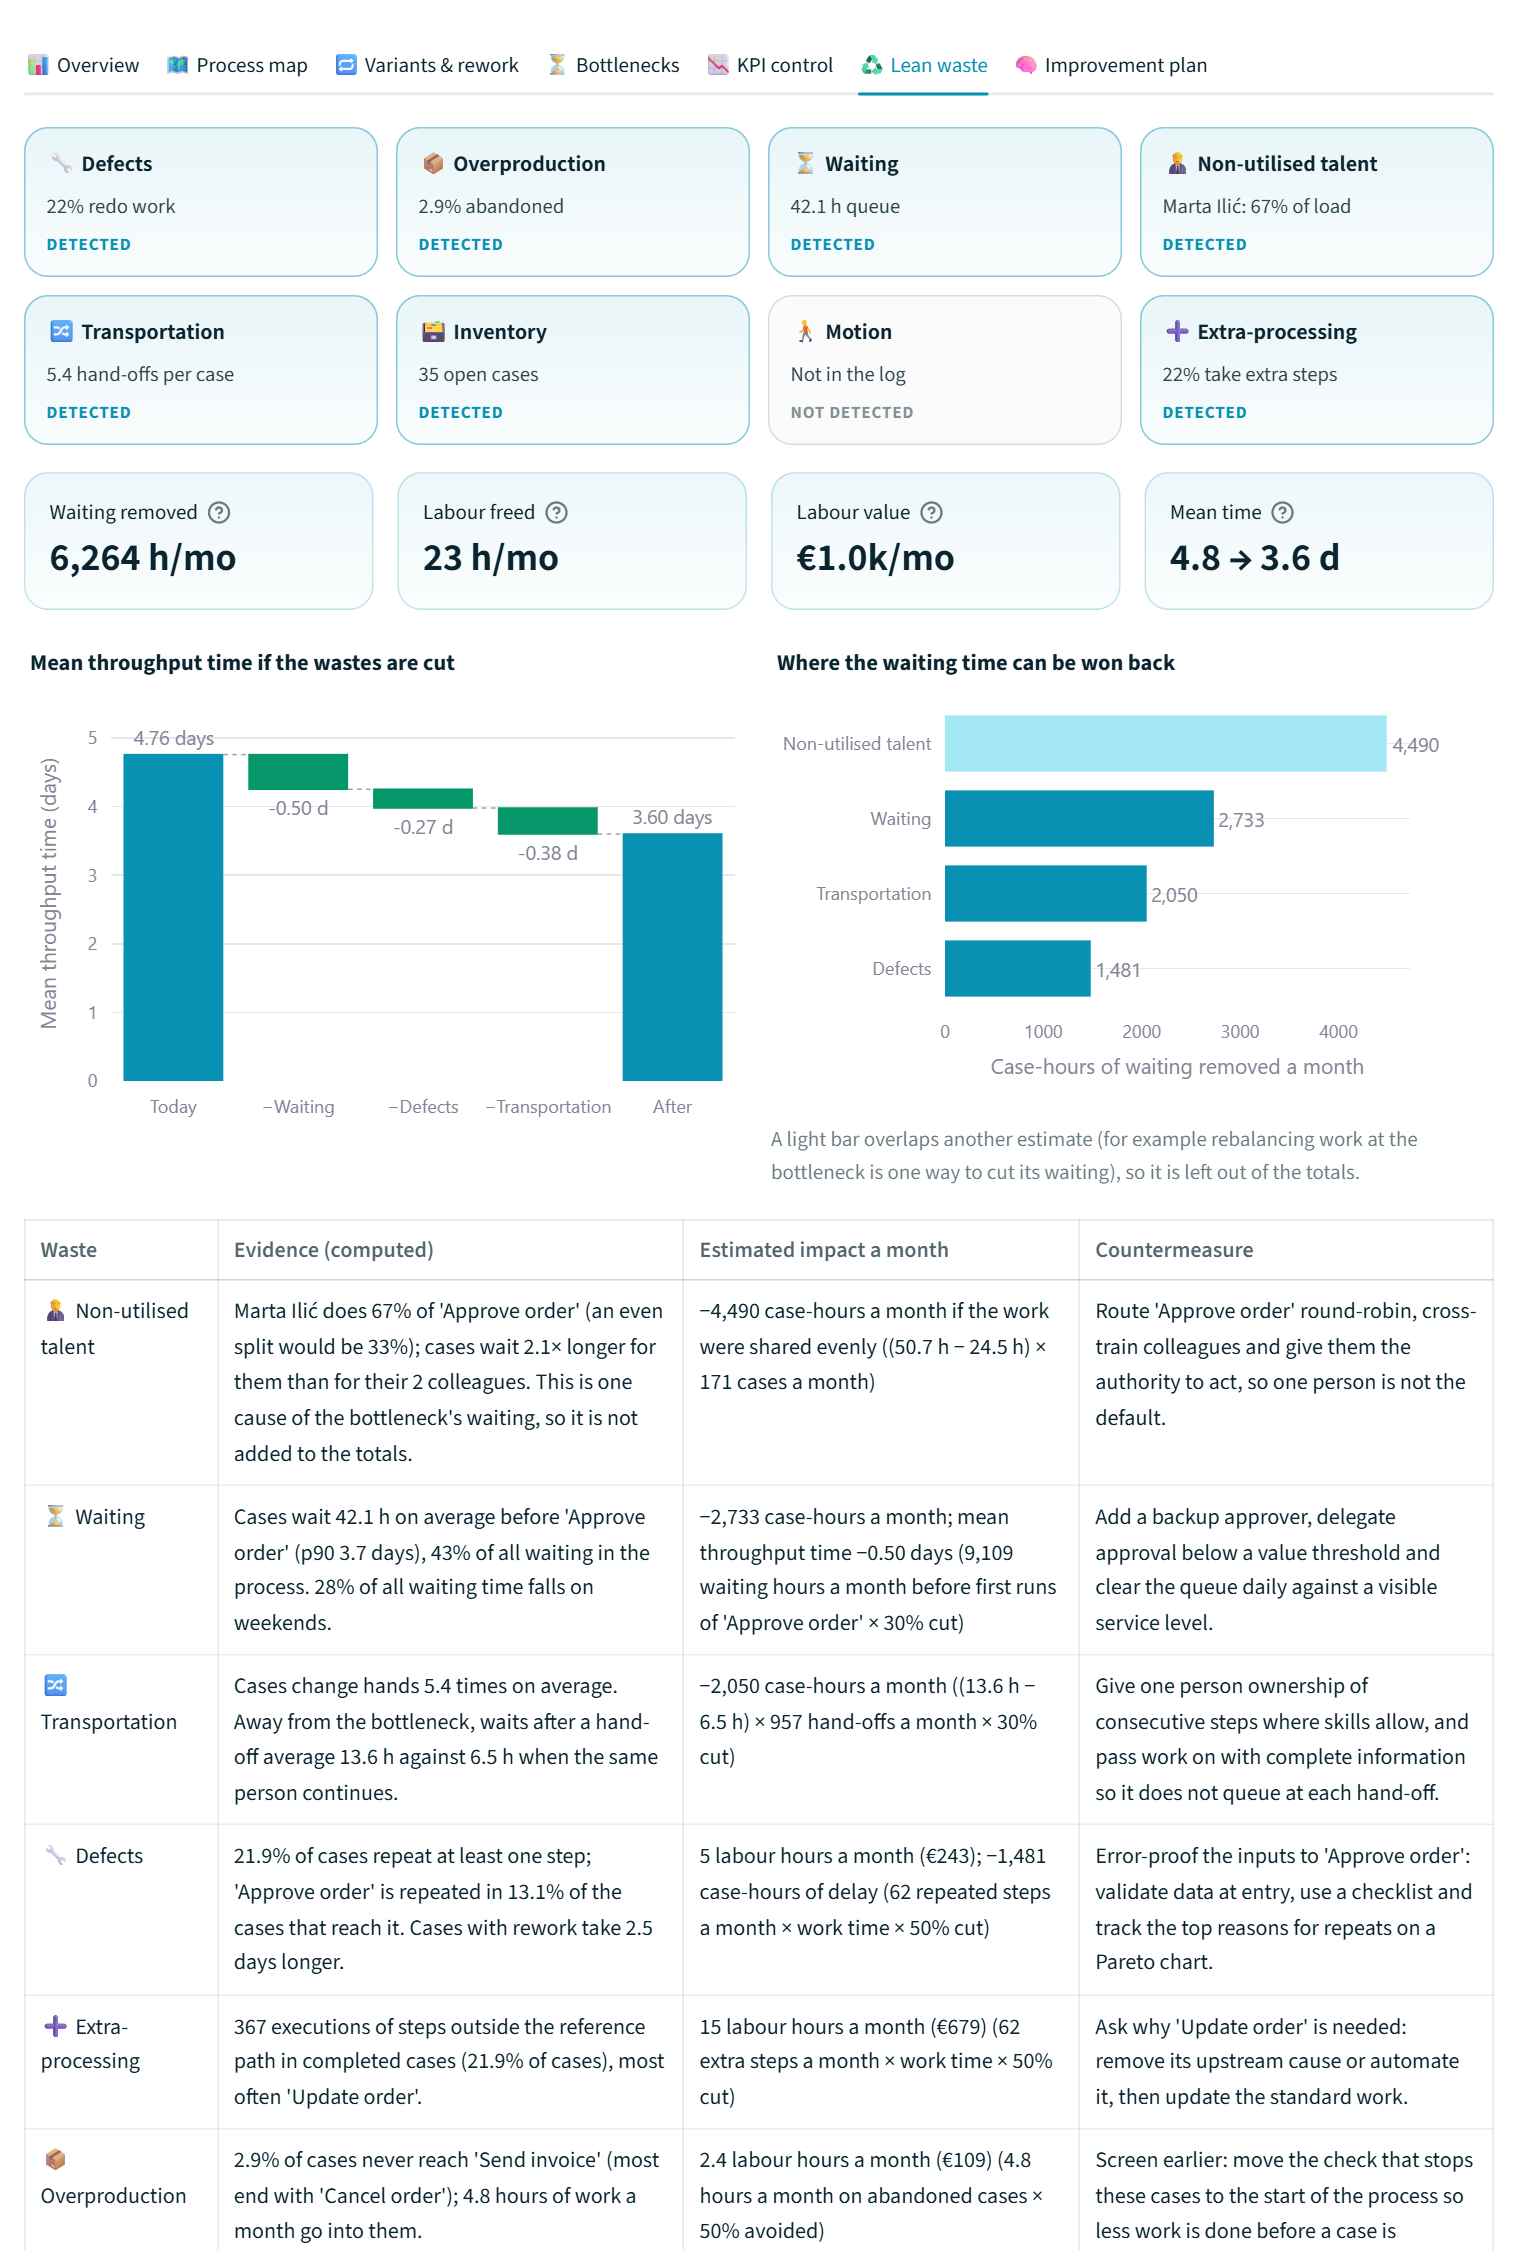 Overview Process map Variants & rework Bottlenecks KPI control Lean waste Improvement plan
Defects
22% redo work
DETECTED
Overproduction
2.9% abandoned
DETECTED
Waiting
42.1 h queue
DETECTED
Non-utilised talent
Marta Ilić: 67% of load
DETECTED
Transportation
5.4 hand-offs per case
DETECTED
Inventory
35 open cases
DETECTED
Motion
Not in the log
NOT DETECTED
Extra-processing
22% take extra steps
DETECTED
Waiting removed
6,264 h/mo
Labour freed
23 h/mo
Labour value
€1.0k/mo
Mean time
4.8 → 3.6 d
Mean throughput time if the wastes are cut
Mean throughput time (days)
5
4
3
2
1
0
4.76 days
-0.50 d
-0.27 d
-0.38 d
3.60 days
Today −Waiting −Defects −Transportation After
Where the waiting time can be won back
Non-utilised talent 4,490
Waiting 2,733
Transportation 2,050
Defects 1,481
0 1000 2000 3000 4000
Case-hours of waiting removed a month
A light bar overlaps another estimate (for example rebalancing work at the
bottleneck is one way to cut its waiting), so it is left out of the totals.
Waste Evidence (computed) Estimated impact a month Countermeasure
Non-utilised
talent
Marta Ilić does 67% of 'Approve order' (an even
split would be 33%); cases wait 2.1× longer for
them than for their 2 colleagues. This is one
cause of the bottleneck's waiting, so it is not
added to the totals.
−4,490 case-hours a month if the work
were shared evenly ((50.7 h − 24.5 h) ×
171 cases a month)
Route 'Approve order' round-robin, cross-
train colleagues and give them the
authority to act, so one person is not the
default.
Waiting
Cases wait 42.1 h on average before 'Approve
order' (p90 3.7 days), 43% of all waiting in the
process. 28% of all waiting time falls on
weekends.
−2,733 case-hours a month; mean
throughput time −0.50 days (9,109
waiting hours a month before first runs
of 'Approve order' × 30% cut)
Add a backup approver, delegate
approval below a value threshold and
clear the queue daily against a visible
service level.
Transportation
Cases change hands 5.4 times on average.
Away from the bottleneck, waits after a hand-
off average 13.6 h against 6.5 h when the same
person continues.
−2,050 case-hours a month ((13.6 h −
6.5 h) × 957 hand-offs a month × 30%
cut)
Give one person ownership of
consecutive steps where skills allow, and
pass work on with complete information
so it does not queue at each hand-off.
Defects
21.9% of cases repeat at least one step;
'Approve order' is repeated in 13.1% of the
cases that reach it. Cases with rework take 2.5
days longer.
5 labour hours a month (€243); −1,481
case-hours of delay (62 repeated steps
a month × work time × 50% cut)
Error-proof the inputs to 'Approve order':
validate data at entry, use a checklist and
track the top reasons for repeats on a
Pareto chart.
Extra-
processing
367 executions of steps outside the reference
path in completed cases (21.9% of cases), most
often 'Update order'.
15 labour hours a month (€679) (62
extra steps a month × work time × 50%
cut)
Ask why 'Update order' is needed:
remove its upstream cause or automate
it, then update the standard work.
Overproduction
2.9% of cases never reach 'Send invoice' (most
end with 'Cancel order'); 4.8 hours of work a
month go into them.
2.4 labour hours a month (€109) (4.8
hours a month on abandoned cases ×
50% avoided)
Screen earlier: move the check that stops
these cases to the start of the process so
less work is done before a case is